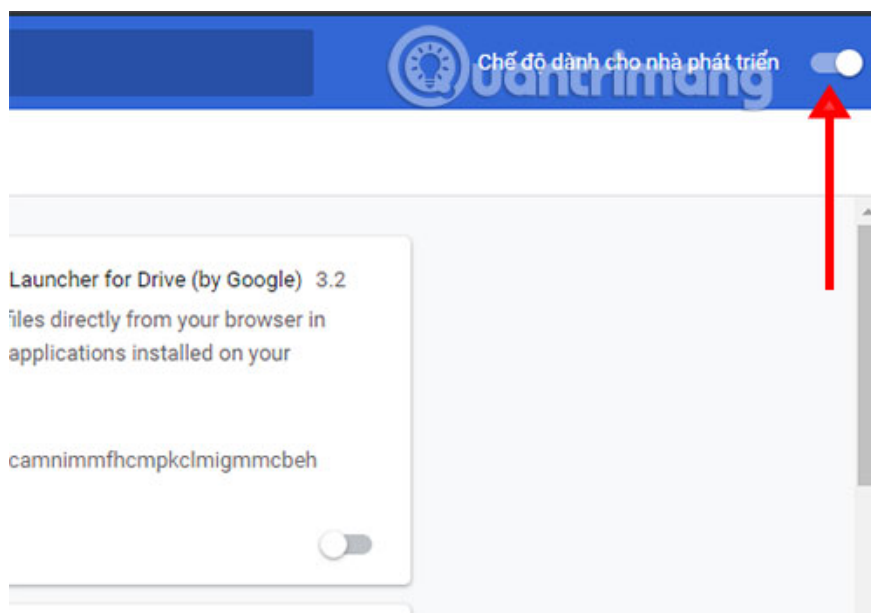 Chế độ dành cho nhà phát triển
uantrimang
Launcher for Drive (by Google) 3.2
files directly from your browser in
applications installed on your
camnimmfhcmpkclmigmmcbeh